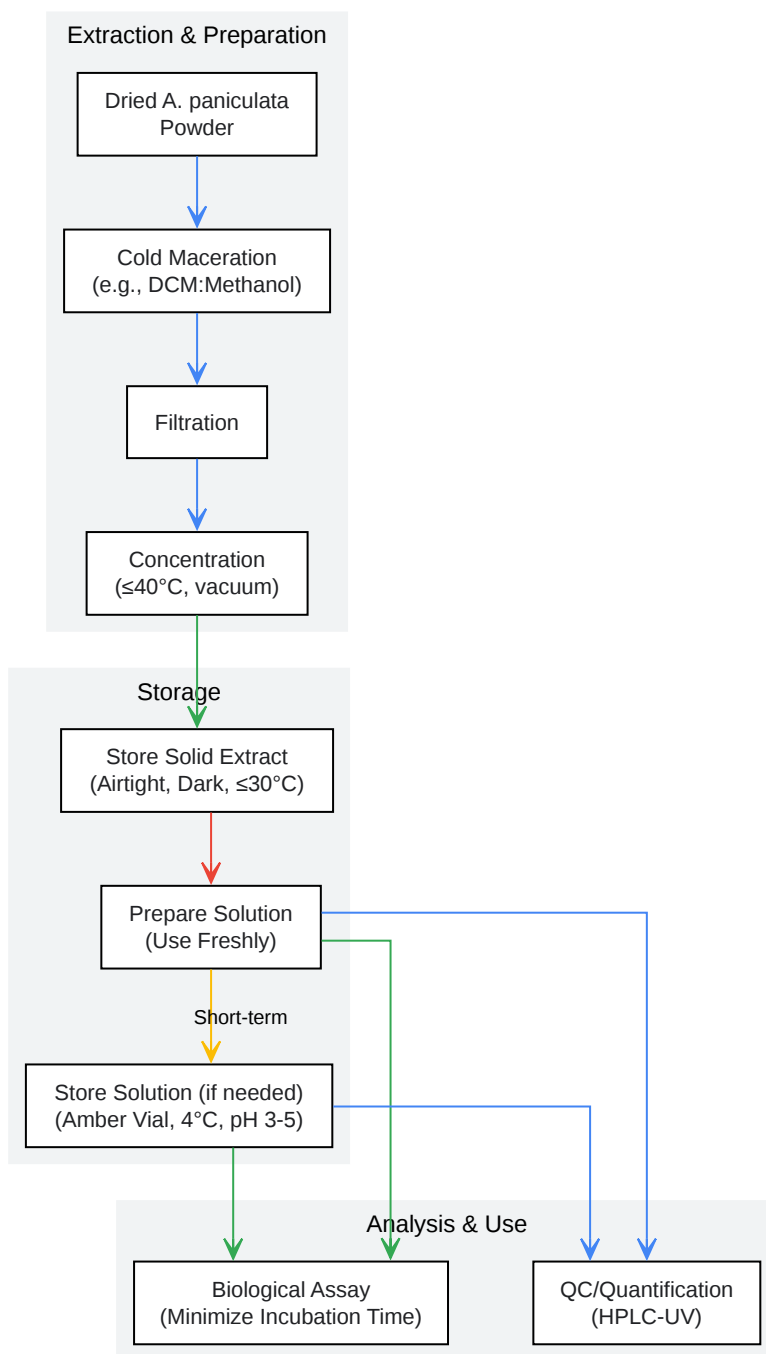 Extraction & Preparation
Dried A. paniculata
Powder
Cold Maceration
(e.g., DCM:Methanol)
Filtration
Concentration
(≤40°C, vacuum)
Storage
Store Solid Extract
(Airtight, Dark, ≤30°C)
Prepare Solution
(Use Freshly)
Short-term
Store Solution (if needed)
(Amber Vial, 4°C, pH 3-5)
Analysis & Use
Biological Assay
(Minimize Incubation Time)
QC/Quantification
(HPLC-UV)